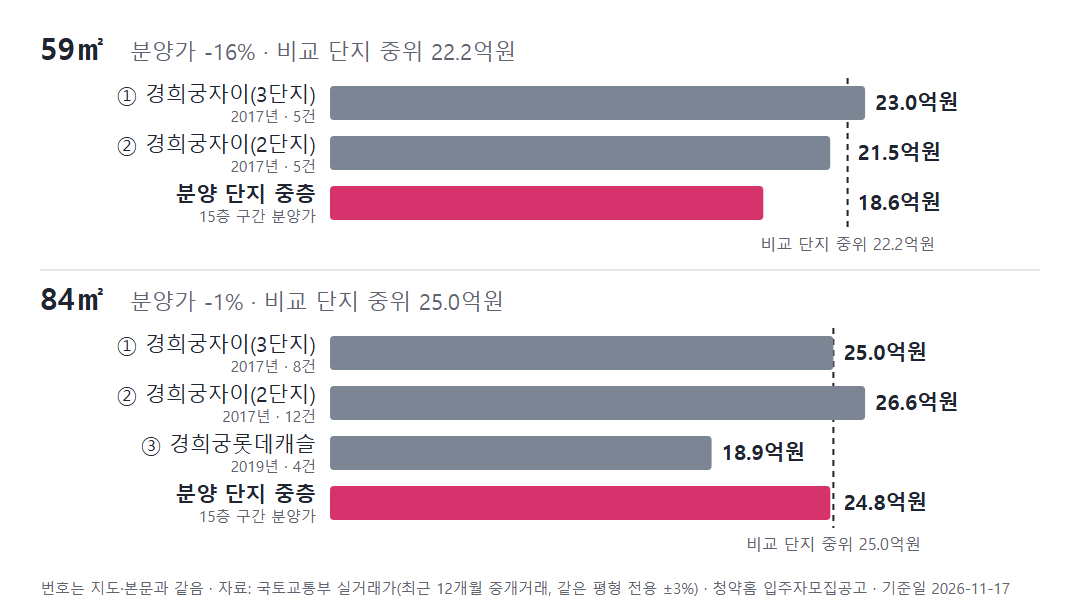 59㎡ 분양가 -16% · 비교 단지 중위 22.2억원
① 경희궁자이(3단지) 23.0억원
2017년 · 5건
② 경희궁자이(2단지) 21.5억원
2017년 · 5건
분양 단지 중층 18.6억원
15층 구간 분양가
비교 단지 중위 22.2억원
84㎡ 분양가 -1% · 비교 단지 중위 25.0억원
① 경희궁자이(3단지) 25.0억원
2017년 · 8건
② 경희궁자이(2단지) 26.6억원
2017년 · 12건
③ 경희궁롯데캐슬 18.9억원
2019년 · 4건
분양 단지 중층 24.8억원
15층 구간 분양가
비교 단지 중위 25.0억원
번호는 지도·본문과 같음 · 자료: 국토교통부 실거래가(최근 12개월 중개거래, 같은 평형 전용 ±3%) · 청약홈 입주자모집공고 · 기준일 2026-11-17